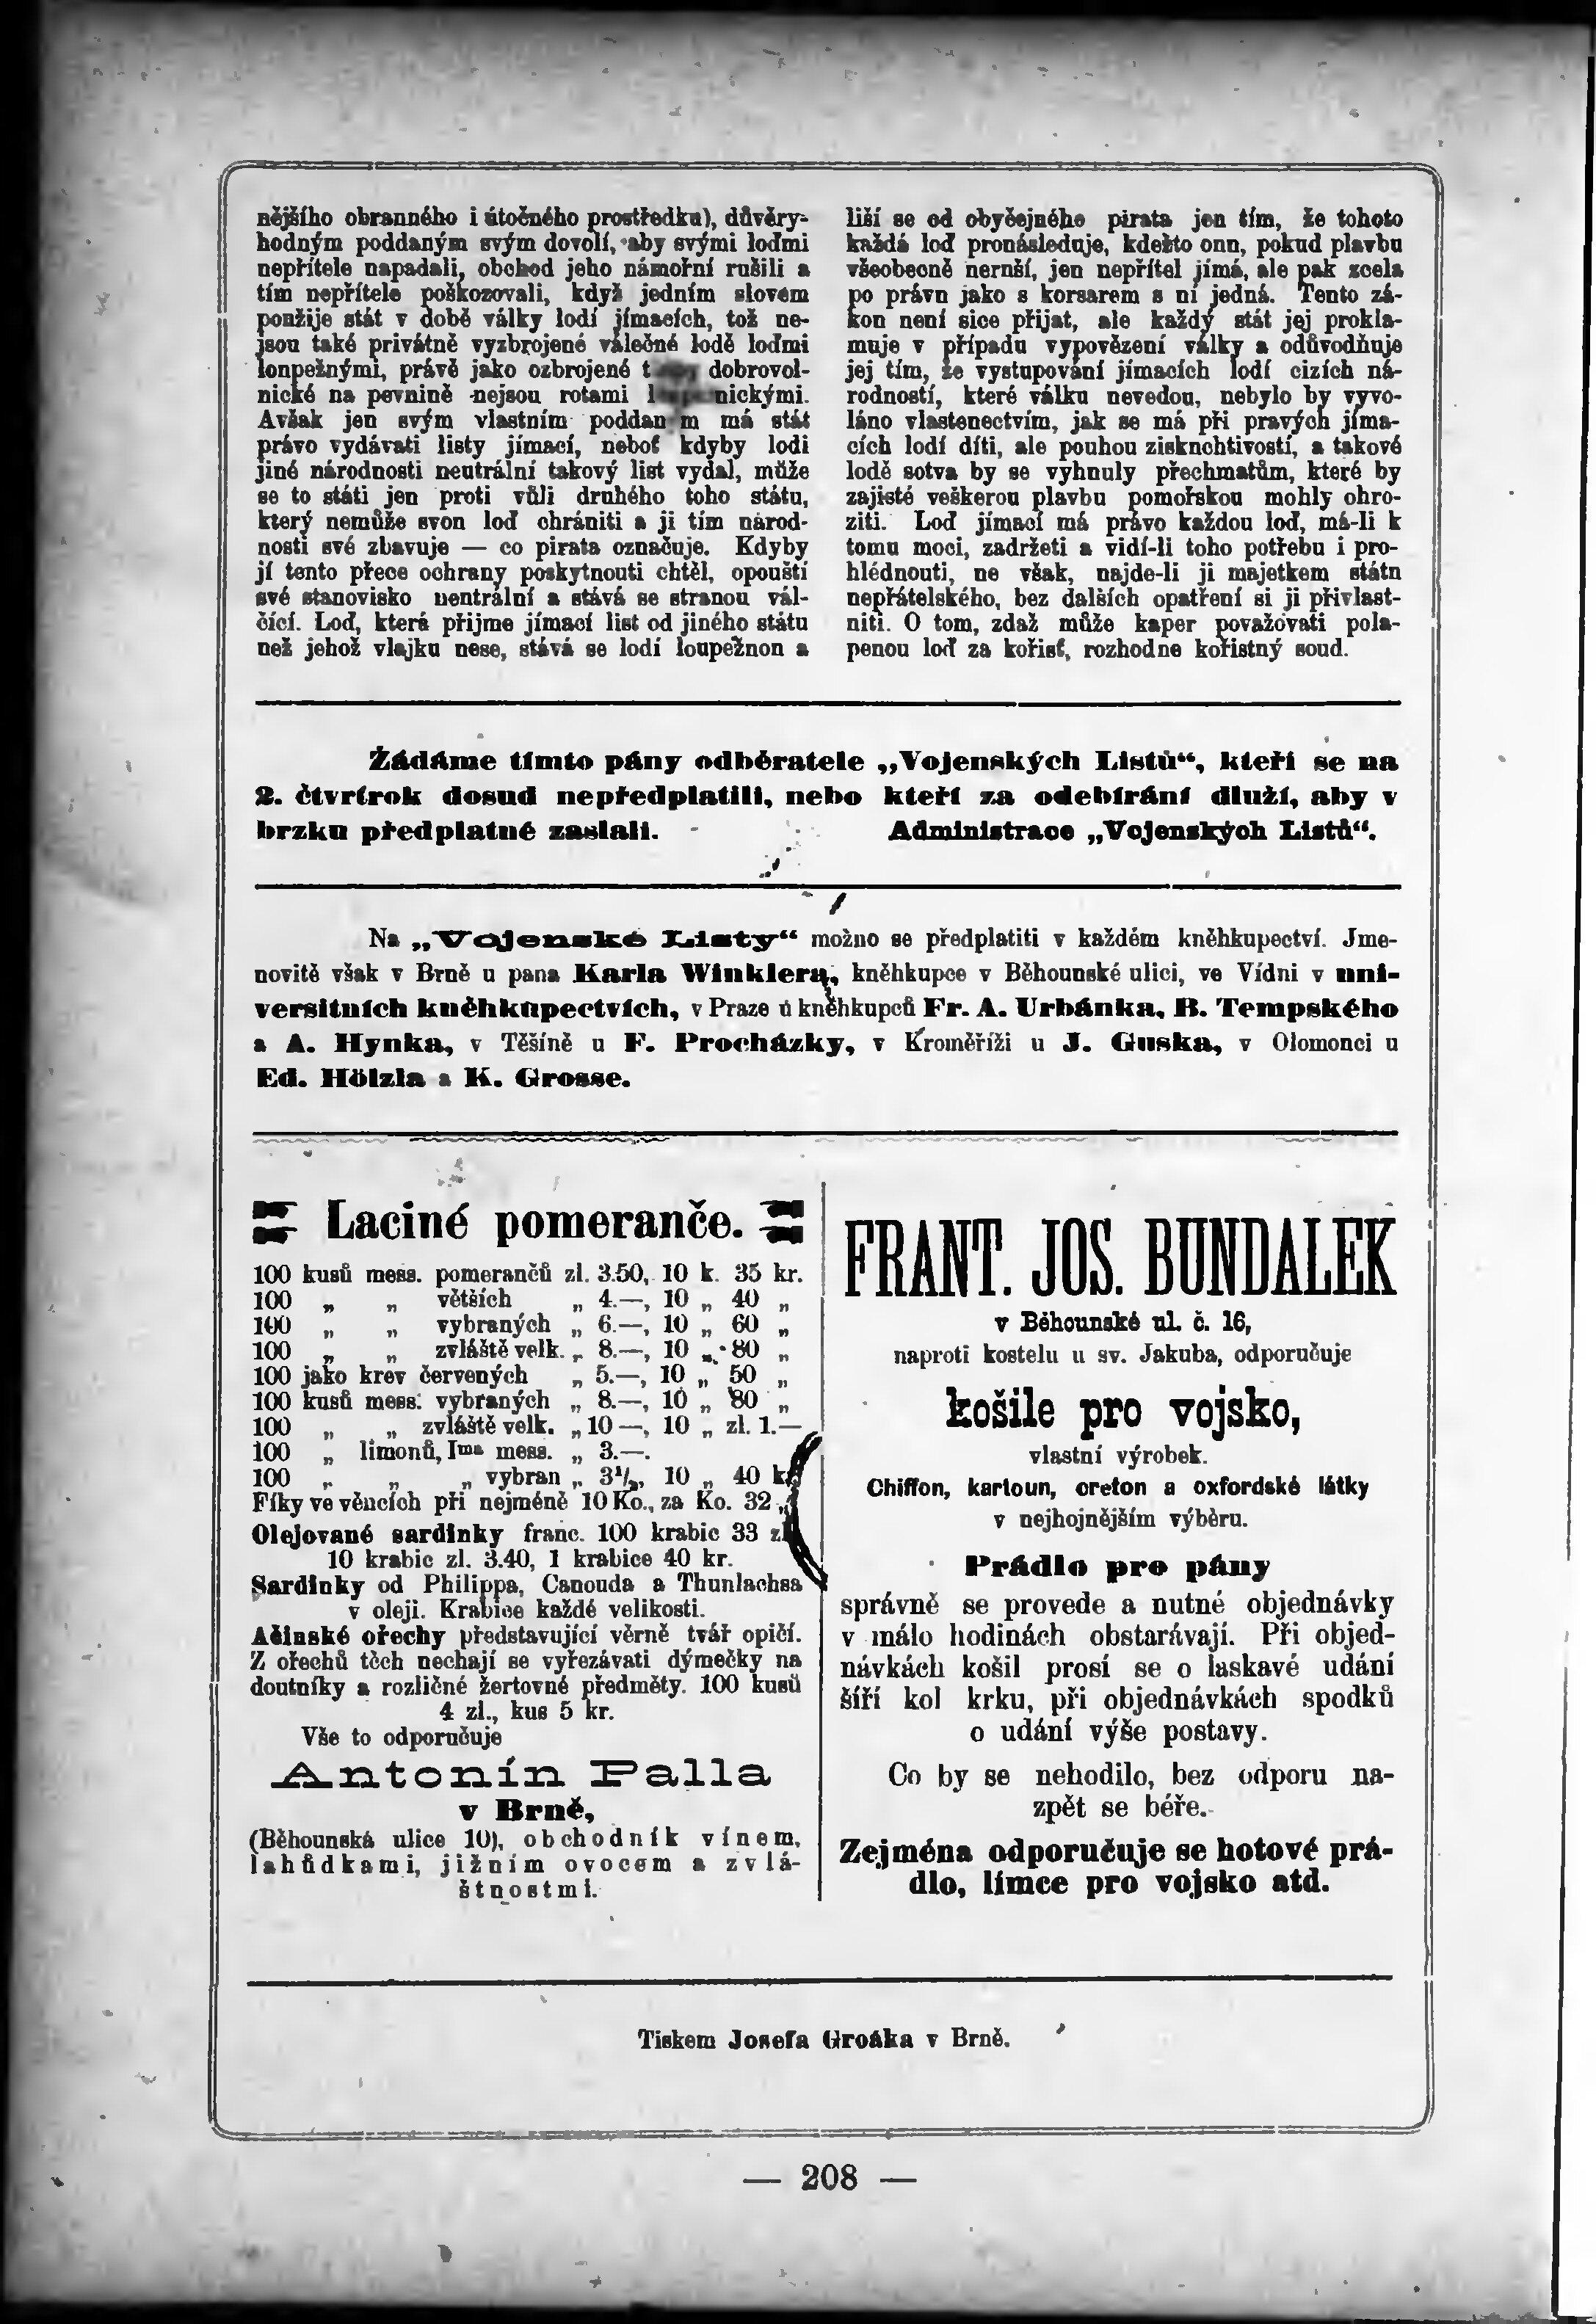 nějšího obranného i útočného prostředku), důvěry-
hodným poddaným svým dovolí, aby svými loďmi
nepřítele napadali, obchod jeho námořní rušili a
tím nepřítele poškozovali, když jedním slovem
použije stát v době války lodí jímacích, tož ne-
jsou také privátně vyzbrojené válečné lodě loďmi
loupežnými, právě jako ozbrojené dobrovol-
nické na pevnině nejsou rotami
Avšak jen svým vlastním má stát
právo vydávati listy jímací, neboť kdyby lodi
jiné národnosti neutrální takový list vydal, může
se to státi jen proti vůli druhého toho státu,
který nemůže svou loď chrániti a ji tím národ-
nosti své zbavuje — co pirata označuje. Kdyby
jí tento přece ochrany poskytnouti chtěl, opouští
své stanovisko neutrální a stává se stranou vál-
čící. Loď, která přijme jímací list od jiného státu
než jehož vlajku nese, stává se lodí loupežnou a
liší se od obyčejného pirata jen tím, že tohoto
každá loď pronásleduje, kdežto onu, pokud plavbu
všeobecně neruší, jen nepřítel jímá, ale pak zcela
po právu jako s korsarem s ní jedná. Tento zá-
kon není sice přijat, ale každý stát jej prokla-
muje v případu vypovězení války a odůvodňuje
jej tím, že vystupování jímacích lodí cizích ná-
rodností, které válku nevedou, nebylo by vyvo-
láno vlastenectvím, jak se má při pravých jíma-
cích lodí díti, ale pouhou ziskuchtivostí, a takové
lodě sotva by se vyhnuly přechmatům, které by
zajisté veškerou plavbu pomořskou mohly ohro-
ziti. Loď jímací má právo každou loď, má-li k
tomu moci, zadržeti a vidí-li toho potřebu i pro-
hlédnouti, ne však, najde-li ji majetkem státu
nepřátelského, bez dalších opatření si ji přivlast-
niti. O tom, zdaž může kaper považovati pola-
penou loď za kořisť, rozhodne kořistný soud.
Žádáme tímto pány odběratele „Vojenských Listů“, kteří se na
2. čtvrtrok dosud nepředplatili, nebo kteří za odebírání dluží, aby v
brzku předplatné zaslali. Administrace „Vojenských Listů“.
Na „Vojenské Listy“ možno se předplatiti v každém kněhkupectví. Jme-
novitě však v Brně u pana Karla Winklera, kněhkupce v Běhounské ulici, ve Vídni v uni-
versitních kněhkupectvích, v Praze u kněhkupců Fr. A. Urbánka, B. Tempského
a A. Hynka, v Těšíně u F. Procházky, v Kroměříži u J. Guska, v Olomouci u
Ed. Hölzla a K. Grosse.
Laciné pomeranče.
100 kusů mess. pomerančů zl. 3.50, 10 k. 35 kr.
100 „ „ větších „ 4.—, 10 „ 40 „
100 „ „ vybraných „ 6.—, 10 „ 60 „
100 „ „ zvláště velk. „ 8.—, 10 „ 80 „
100 jako krev červených „ 5.—, 10 „ 50 „
100 kusů mess. vybraných „ 8.—, 10 „ 80 „
100 „ „ zvláště velk. „ 10 —, 10 „ zl. 1.—
100 „ limonů, Ima mess. „ 3.—.
100 „ „ „ vybran „ 3½, 10 „ 40 kr
Fíky ve věncích při nejméně 10 Ko., za Ko. 32 „
Olejované sardinky franc. 100 krabic 33 zl.
10 krabic zl. 3.40, 1 krabice 40 kr.
Sardinky od Philippa, Canouda a Thunlachsa
v oleji. Krabice každé velikosti.
Ačinské ořechy představující věrně tvář opičí.
Z ořechů těch nechají se vyřezávati dýmečky na
doutníky a rozličné žertovné předměty. 100 kusů
4 zl., kus 5 kr.
Vše to odporučuje
Antonín Palla
v Brně,
(Běhounská ulice 10), obchodník vínem,
lahůdkami, jižním ovocem a zvlá-
štnostmi.
FRANT. JOS. BUNDALEK
v Běhounské ul. č. 16,
naproti kostelu u sv. Jakuba, odporučuje
košile pro vojsko,
vlastní výrobek.
Chiffon, kartoun, creton a oxfordské látky
v nejhojnějším výběru.
Prádlo pro pány
správně se provede a nutné objednávky
v málo hodinách obstarávají. Při objed-
návkách košil prosí se o laskavé udání
šíří kol krku, při objednávkách spodků
o udání výše postavy.
Co by se nehodilo, bez odporu na-
zpět se béře.
Zejména odporučuje se hotové prá-
dlo, límce pro vojsko atd.
Tiskem Josefa Groáka v Brně.
— 208 —